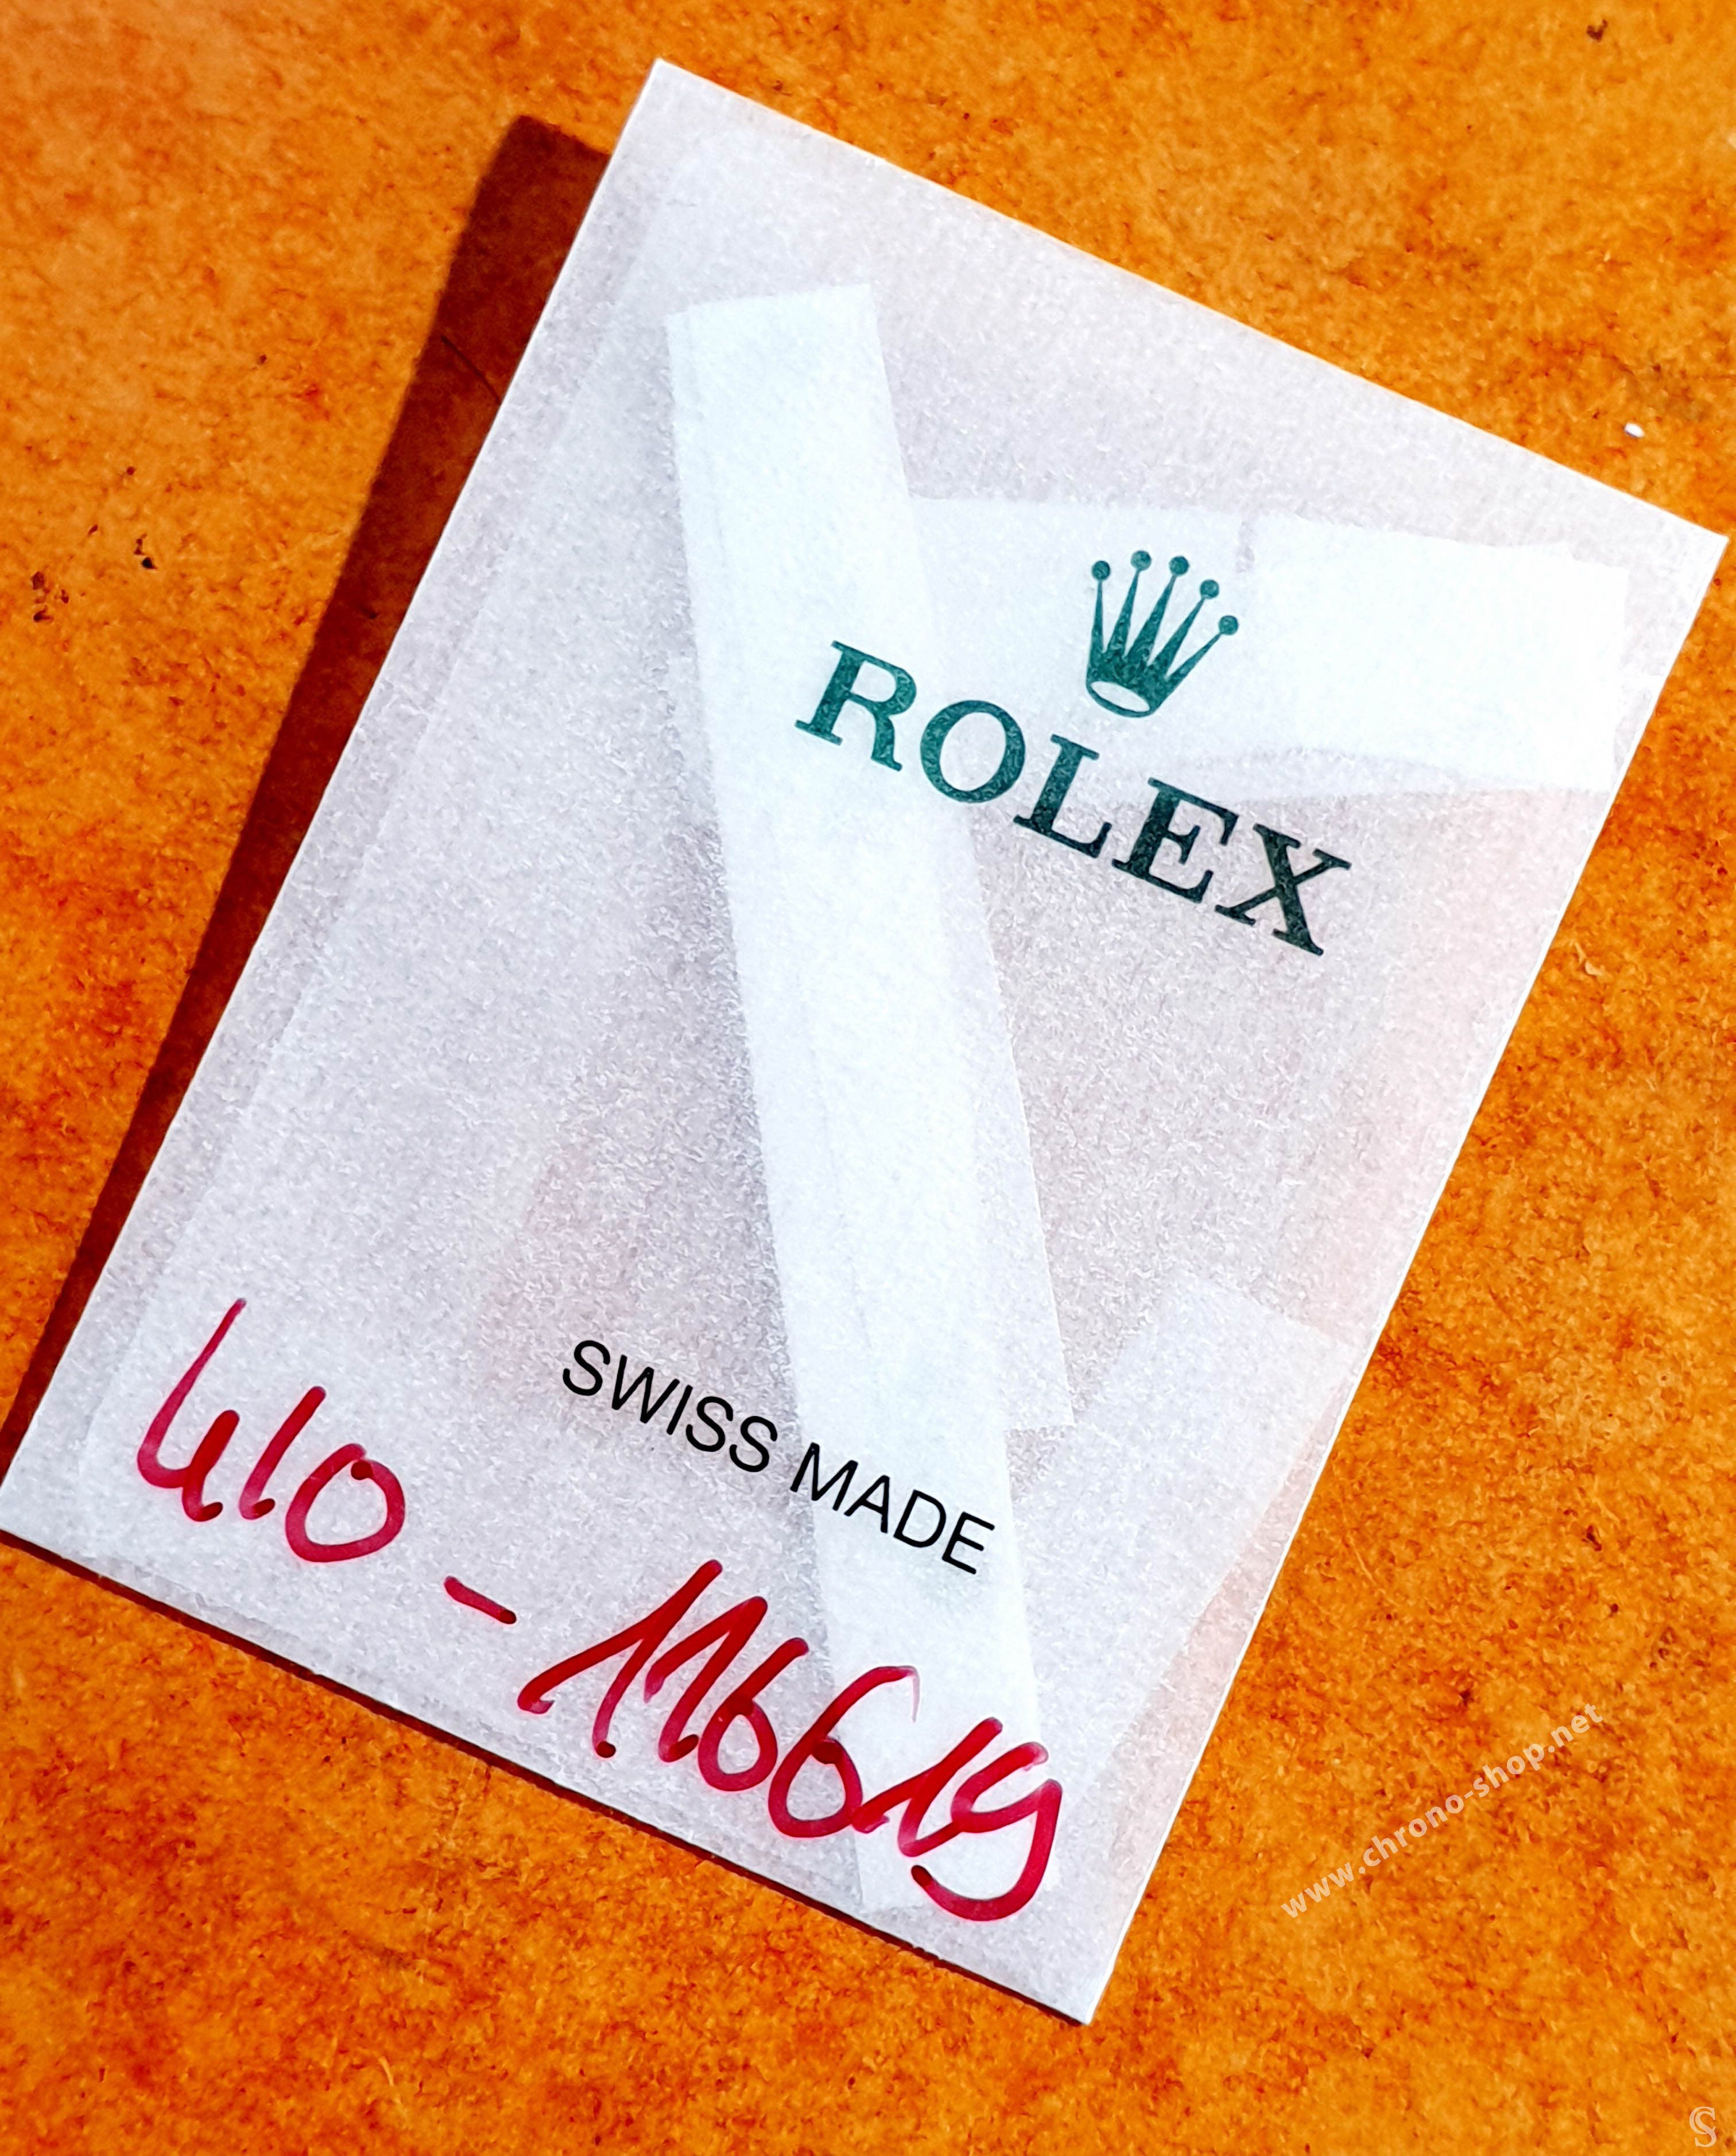 ROLEX
SWISS MADE
410-116619
www.chrono-shop.net